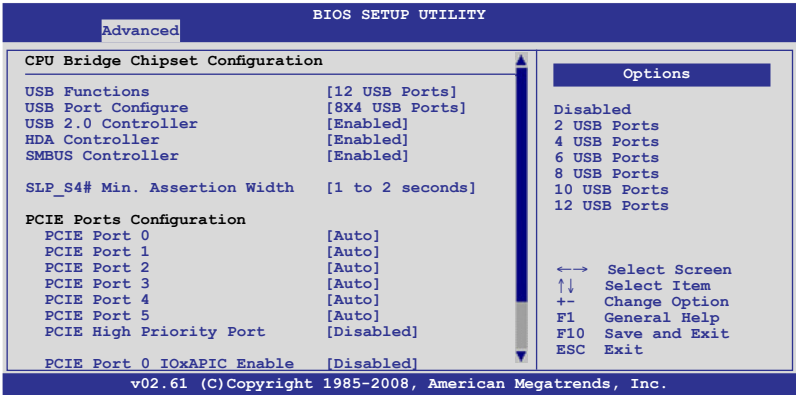 BIOS SETUP UTILITY
Advanced
CPU Bridge Chipset Configuration
USB Functions [12 USB Ports]
USB Port Configure [8X4 USB Ports]
USB 2.0 Controller [Enabled]
HDA Controller [Enabled]
SMBUS Controller [Enabled]
SLP_S4# Min. Assertion Width [1 to 2 seconds]
PCIE Ports Configuration
PCIE Port 0 [Auto]
PCIE Port 1 [Auto]
PCIE Port 2 [Auto]
PCIE Port 3 [Auto]
PCIE Port 4 [Auto]
PCIE Port 5 [Auto]
PCIE High Priority Port [Disabled]
PCIE Port 0 IOxAPIC Enable [Disabled]
Options
Disabled
2 USB Ports
4 USB Ports
6 USB Ports
8 USB Ports
10 USB Ports
12 USB Ports
←→ Select Screen
↑↓ Select Item
+- Change Option
F1 General Help
F10 Save and Exit
ESC Exit
v02.61 (C)Copyright 1985-2008, American Megatrends, Inc.